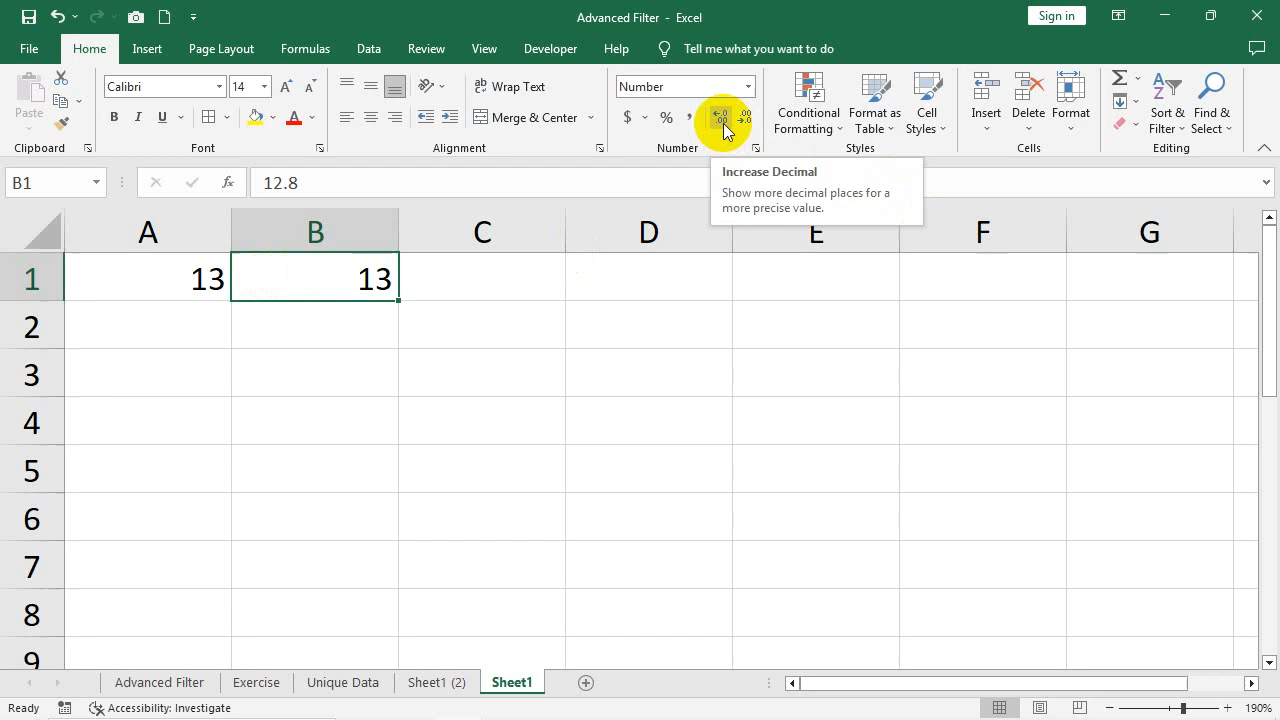 Advanced Filter - Excel
Sign in
File Home Insert Page Layout Formulas Data Review View Developer Help Tell me what you want to do
Calibri 14 Wrap Text Number Conditional Formatting Format as Table Cell Styles Insert Delete Format Sort & Filter Find & Select
Paste B I U Merge & Center $ % ,
Clipboard Font Alignment Number Styles Cells Editing
Increase Decimal
Show more decimal places for a
more precise value.
B1 fx 12.8
A B C D E F G
1 13 13
2
3
4
5
6
7
8
9
Advanced Filter Exercise Unique Data Sheet1 (2) Sheet1
Ready Accessibility: Investigate 190%